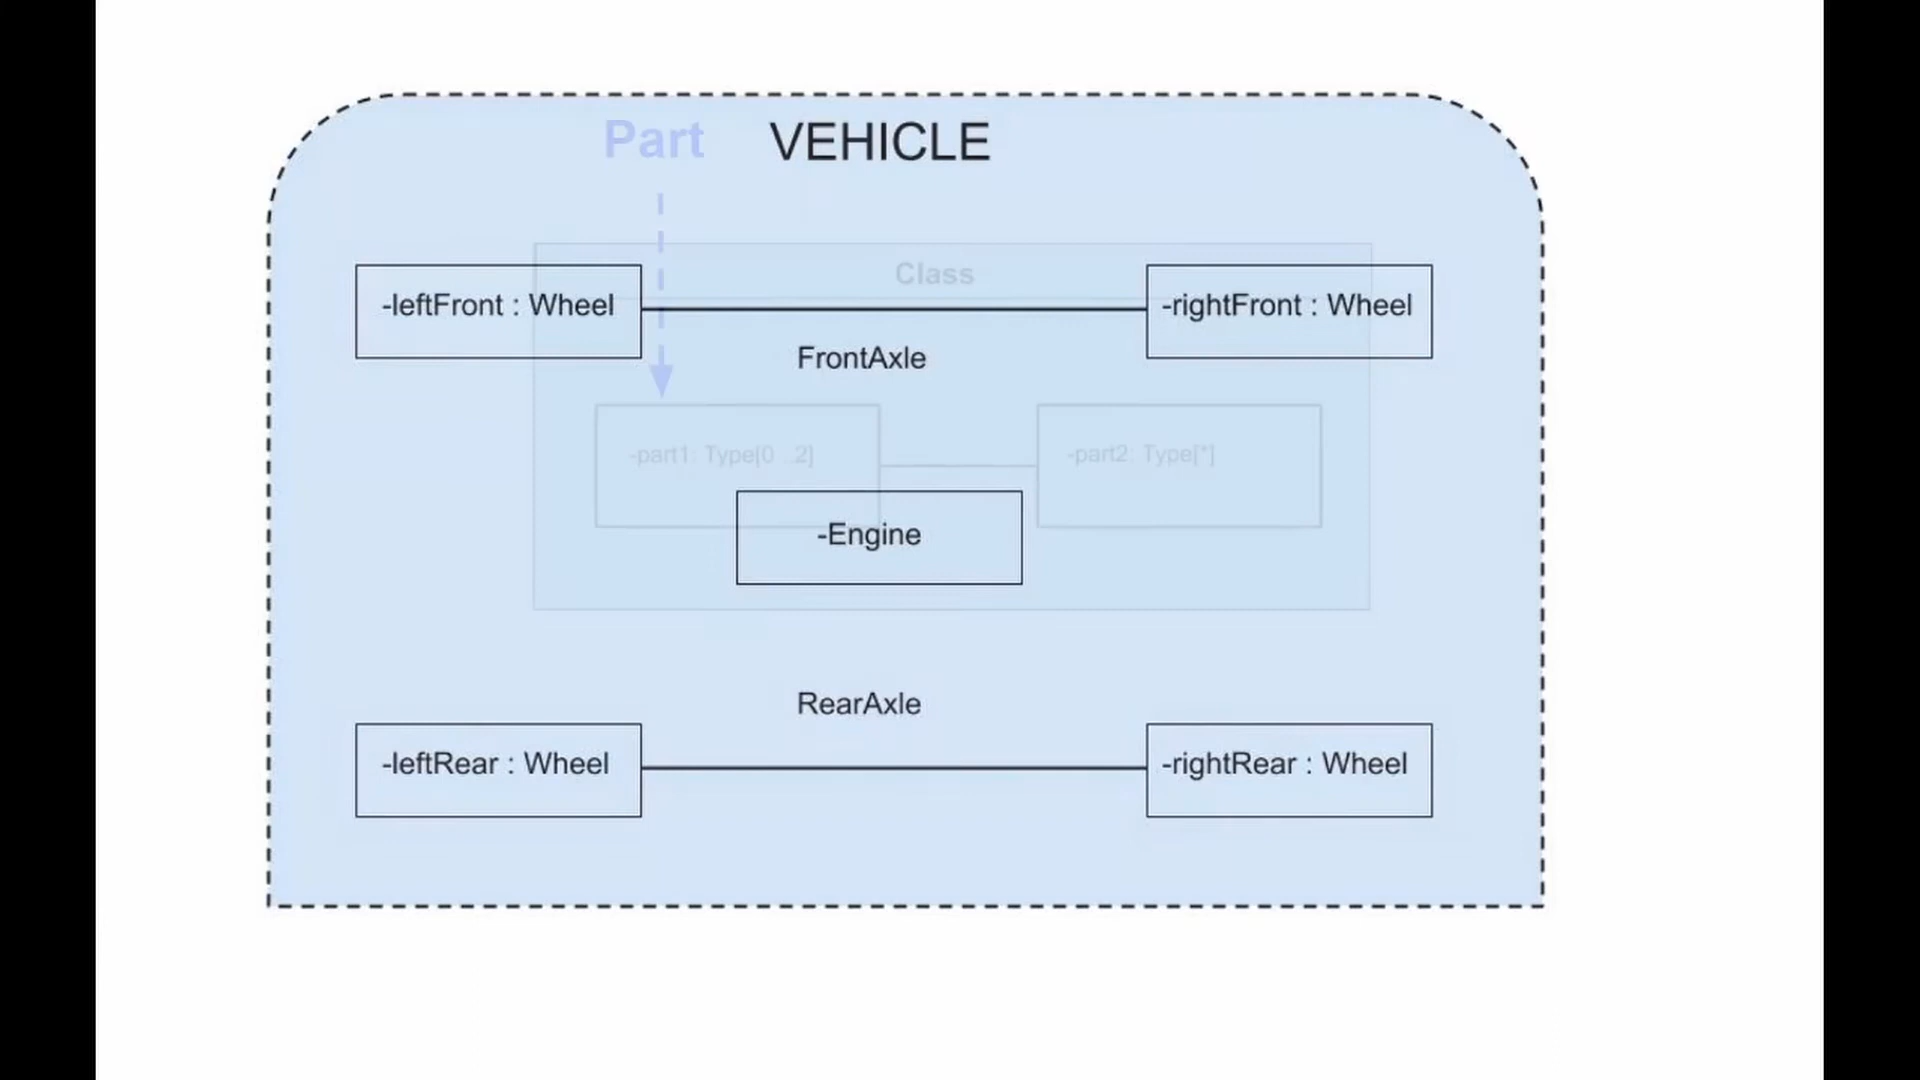 Part
VEHICLE
Class
-leftFront : Wheel
-rightFront : Wheel
FrontAxle
-part1: Type[0 ..2]
-part2: Type[*]
-Engine
RearAxle
-leftRear : Wheel
-rightRear : Wheel